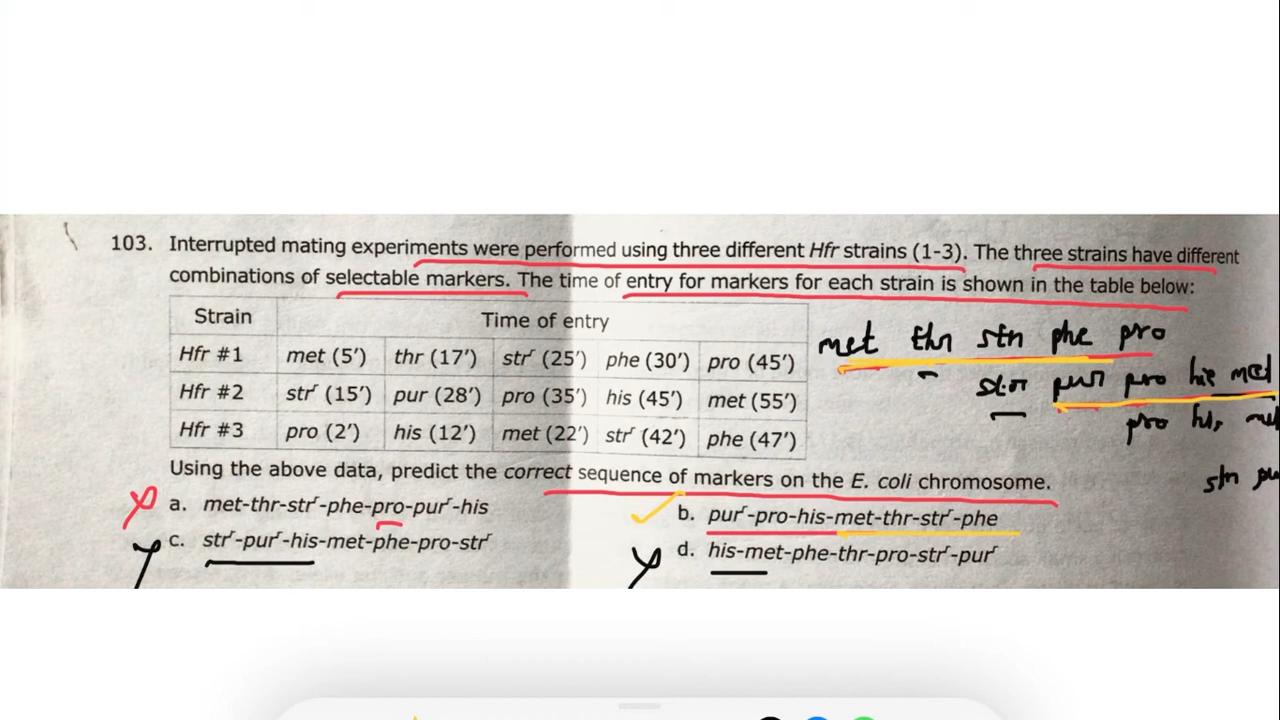 103. Interrupted mating experiments were performed using three different Hfr strains (1-3). The three strains have different
combinations of selectable markers. The time of entry for markers for each strain is shown in the table below:
Strain Time of entry
Hfr #1 met (5′) thr (17′) strʳ (25′) phe (30′) pro (45′)
Hfr #2 strʳ (15′) pur (28′) pro (35′) his (45′) met (55′)
Hfr #3 pro (2′) his (12′) met (22′) strʳ (42′) phe (47′)
met thr str phe pro
str pur pro his met
pro his
str
Using the above data, predict the correct sequence of markers on the E. coli chromosome.
a. met-thr-strʳ-phe-pro-purʳ-his
b. purʳ-pro-his-met-thr-strʳ-phe
c. strʳ-purʳ-his-met-phe-pro-strʳ
d. his-met-phe-thr-pro-strʳ-purʳ